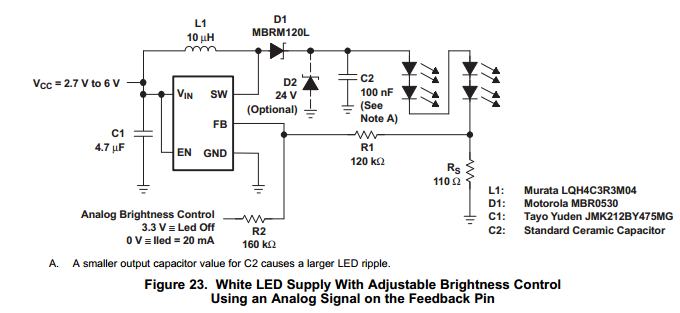 L1
10 µH
D1
MBRM120L
VCC = 2.7 V to 6 V
VIN
SW
FB
EN
GND
C1
4.7 µF
D2
24 V
(Optional)
C2
100 nF
(See
Note A)
R1
120 kΩ
RS
110 Ω
L1: Murata LQH4C3R3M04
D1: Motorola MBR0530
C1: Tayo Yuden JMK212BY475MG
C2: Standard Ceramic Capacitor
Analog Brightness Control
3.3 V ≡ Led Off
0 V ≡ Iled = 20 mA
R2
160 kΩ
A. A smaller output capacitor value for C2 causes a larger LED ripple.
Figure 23. White LED Supply With Adjustable Brightness Control
Using an Analog Signal on the Feedback Pin